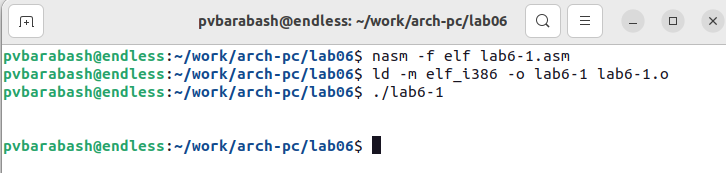 pvbarabash@endless: ~/work/arch-pc/lab06
pvbarabash@endless:~/work/arch-pc/lab06$ nasm -f elf lab6-1.asm
pvbarabash@endless:~/work/arch-pc/lab06$ ld -m elf_i386 -o lab6-1 lab6-1.o
pvbarabash@endless:~/work/arch-pc/lab06$ ./lab6-1
pvbarabash@endless:~/work/arch-pc/lab06$